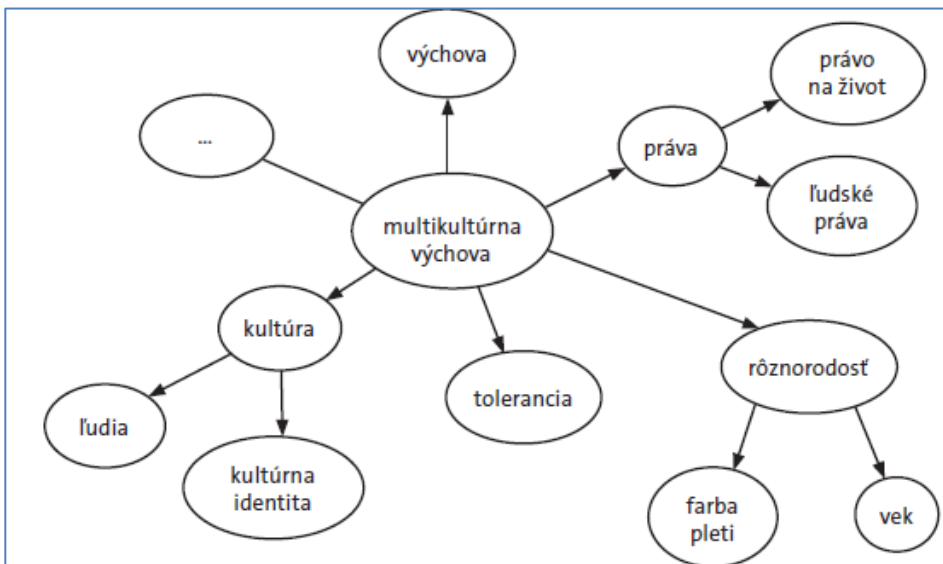 výchova
právo
na život
...
práva
ľudské
práva
multikultúrna
výchova
kultúra
rôznorodosť
tolerancia
ľudia
kultúrna
identita
farba
pleti
vek